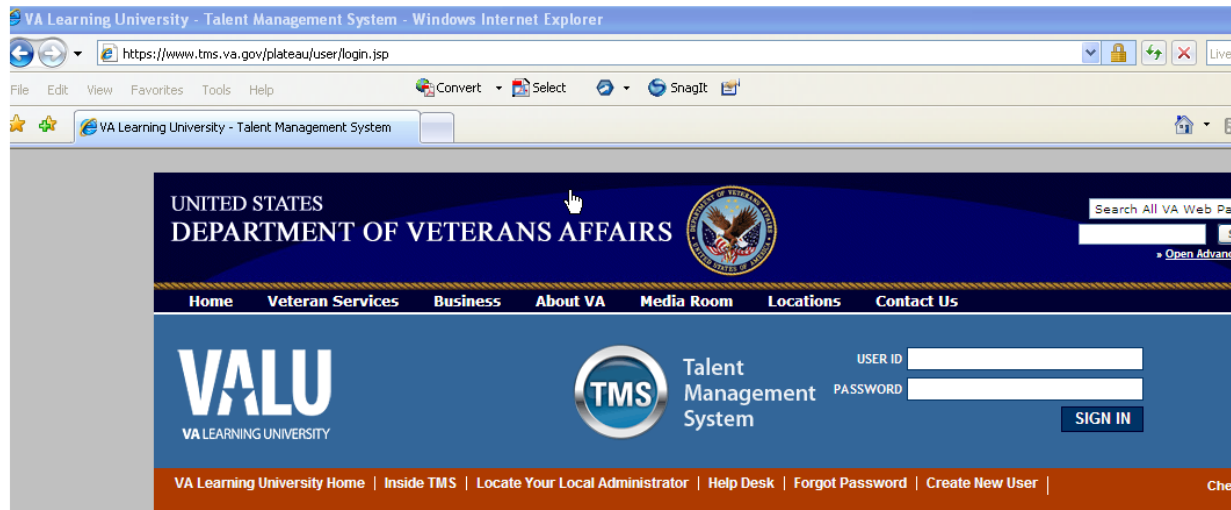 VA Learning University - Talent Management System - Windows Internet Explorer
https://www.tms.va.gov/plateau/user/login.jsp
Live
File Edit View Favorites Tools Help Convert Select SnagIt
VA Learning University - Talent Management System
UNITED STATES
DEPARTMENT OF VETERANS AFFAIRS
Search All VA Web Pa
» Open Advanc
Home Veteran Services Business About VA Media Room Locations Contact Us
VALU
VA LEARNING UNIVERSITY
TMS
Talent
Management
System
USER ID
PASSWORD
SIGN IN
VA Learning University Home | Inside TMS | Locate Your Local Administrator | Help Desk | Forgot Password | Create New User |
Che